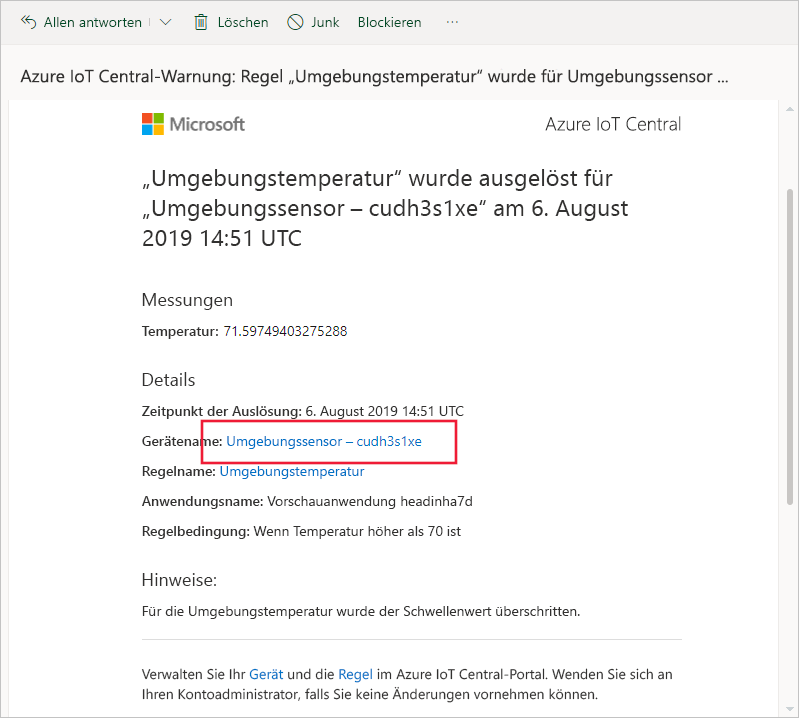 Allen antworten Löschen Junk Blockieren ...
Azure IoT Central-Warnung: Regel „Umgebungstemperatur“ wurde für Umgebungssensor ...
Microsoft Azure IoT Central
„Umgebungstemperatur“ wurde ausgelöst für
„Umgebungssensor – cudh3s1xe“ am 6. August
2019 14:51 UTC
Messungen
Temperatur: 71.59749403275288
Details
Zeitpunkt der Auslösung: 6. August 2019 14:51 UTC
Gerätename: Umgebungssensor – cudh3s1xe
Regelname: Umgebungstemperatur
Anwendungsname: Vorschauanwendung headinha7d
Regelbedingung: Wenn Temperatur höher als 70 ist
Hinweise:
Für die Umgebungstemperatur wurde der Schwellenwert überschritten.
Verwalten Sie Ihr Gerät und die Regel im Azure IoT Central-Portal. Wenden Sie sich an
Ihren Kontoadministrator, falls Sie keine Änderungen vornehmen können.